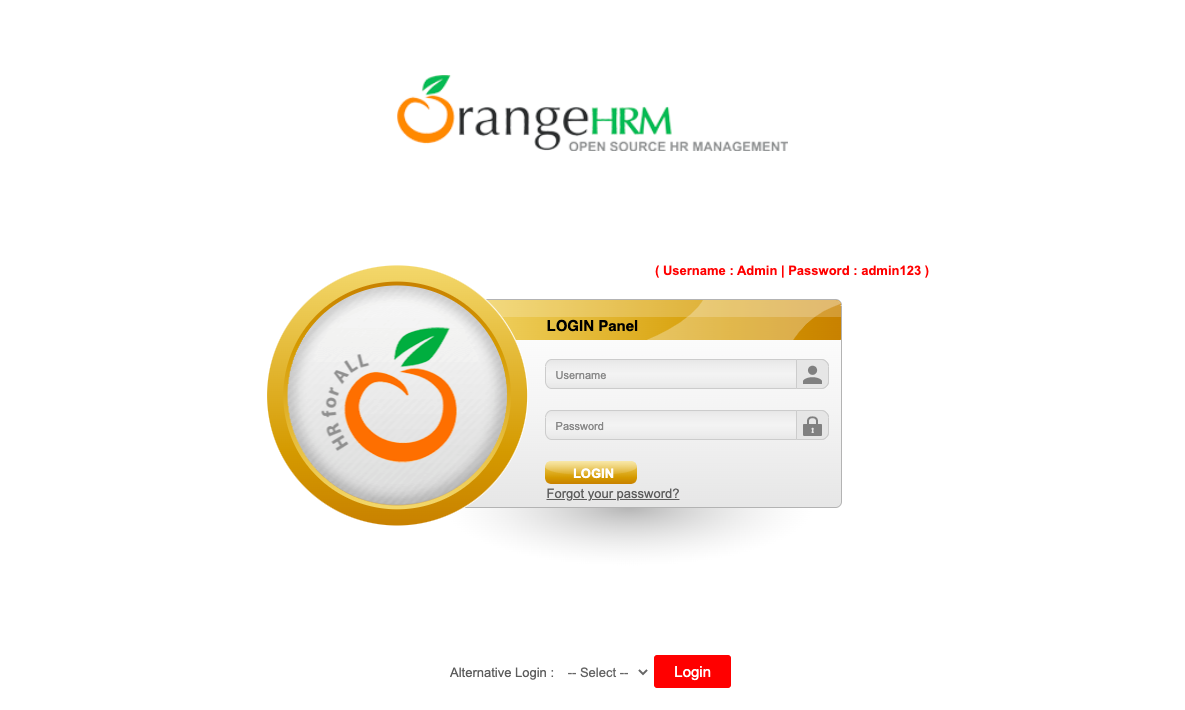 OrangeHRM
OPEN SOURCE HR MANAGEMENT
( Username : Admin | Password : admin123 )
LOGIN Panel
HR for ALL
Username
Password
LOGIN
Forgot your password?
Alternative Login : -- Select -- Login